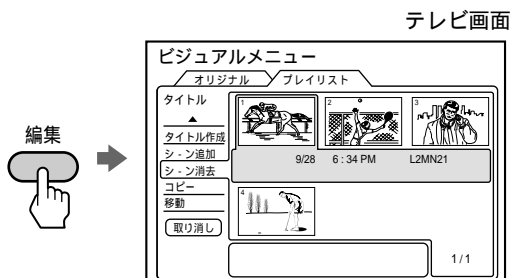 テレビ画面
ビジュアルメニュー
オリジナル プレイリスト
タイトル
タイトル作成
シ-ン追加
シ-ン消去
コピー
移動
取り消し
編集
1
2
3
9/28 6:34 PM L2MN21
4
1/1